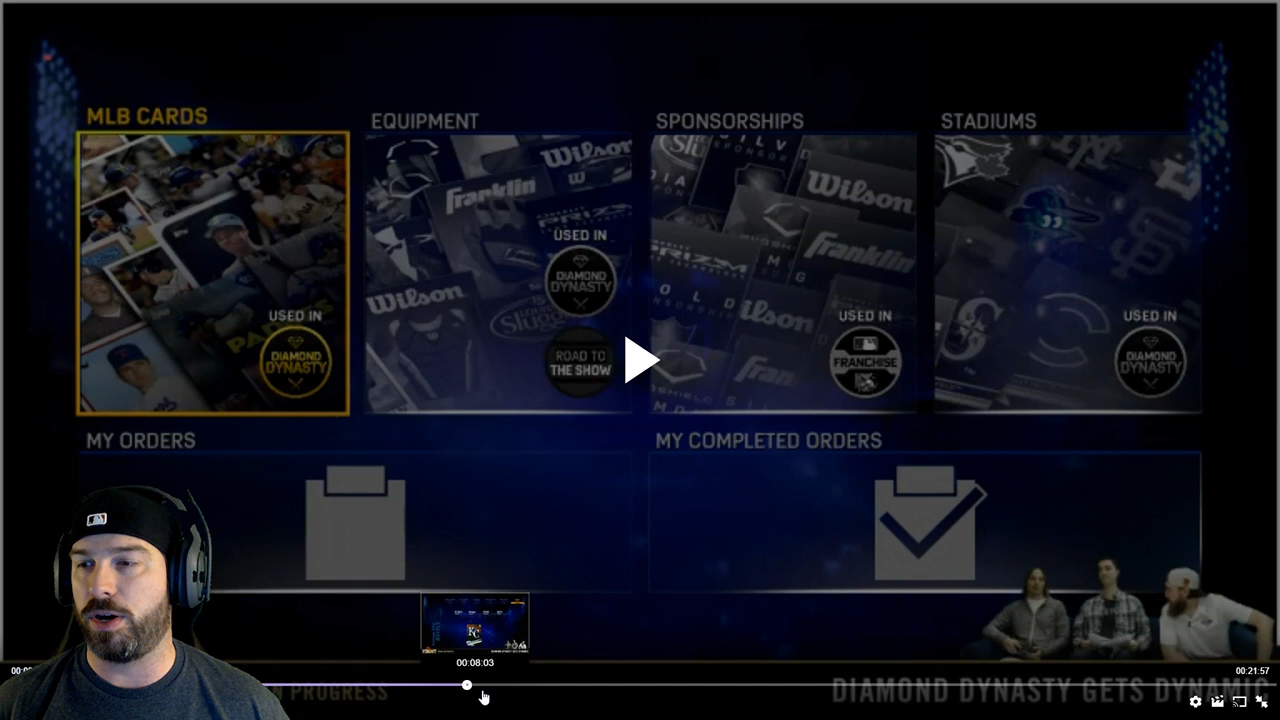 MLB CARDS
EQUIPMENT
SPONSORSHIPS
STADIUMS
Wilson
Franklin
PRIZM
USED IN
DIAMOND
DYNASTY
Wilson
ROAD TO
THE SHOW
USED IN
DIAMOND
DYNASTY
Wilson
Franklin
PRIZM
USED IN
FRANCHISE
USED IN
DIAMOND
DYNASTY
MY ORDERS
MY COMPLETED ORDERS
00:08:03
00:21:57
PROGRESS
DIAMOND DYNASTY GETS DYNAMIC